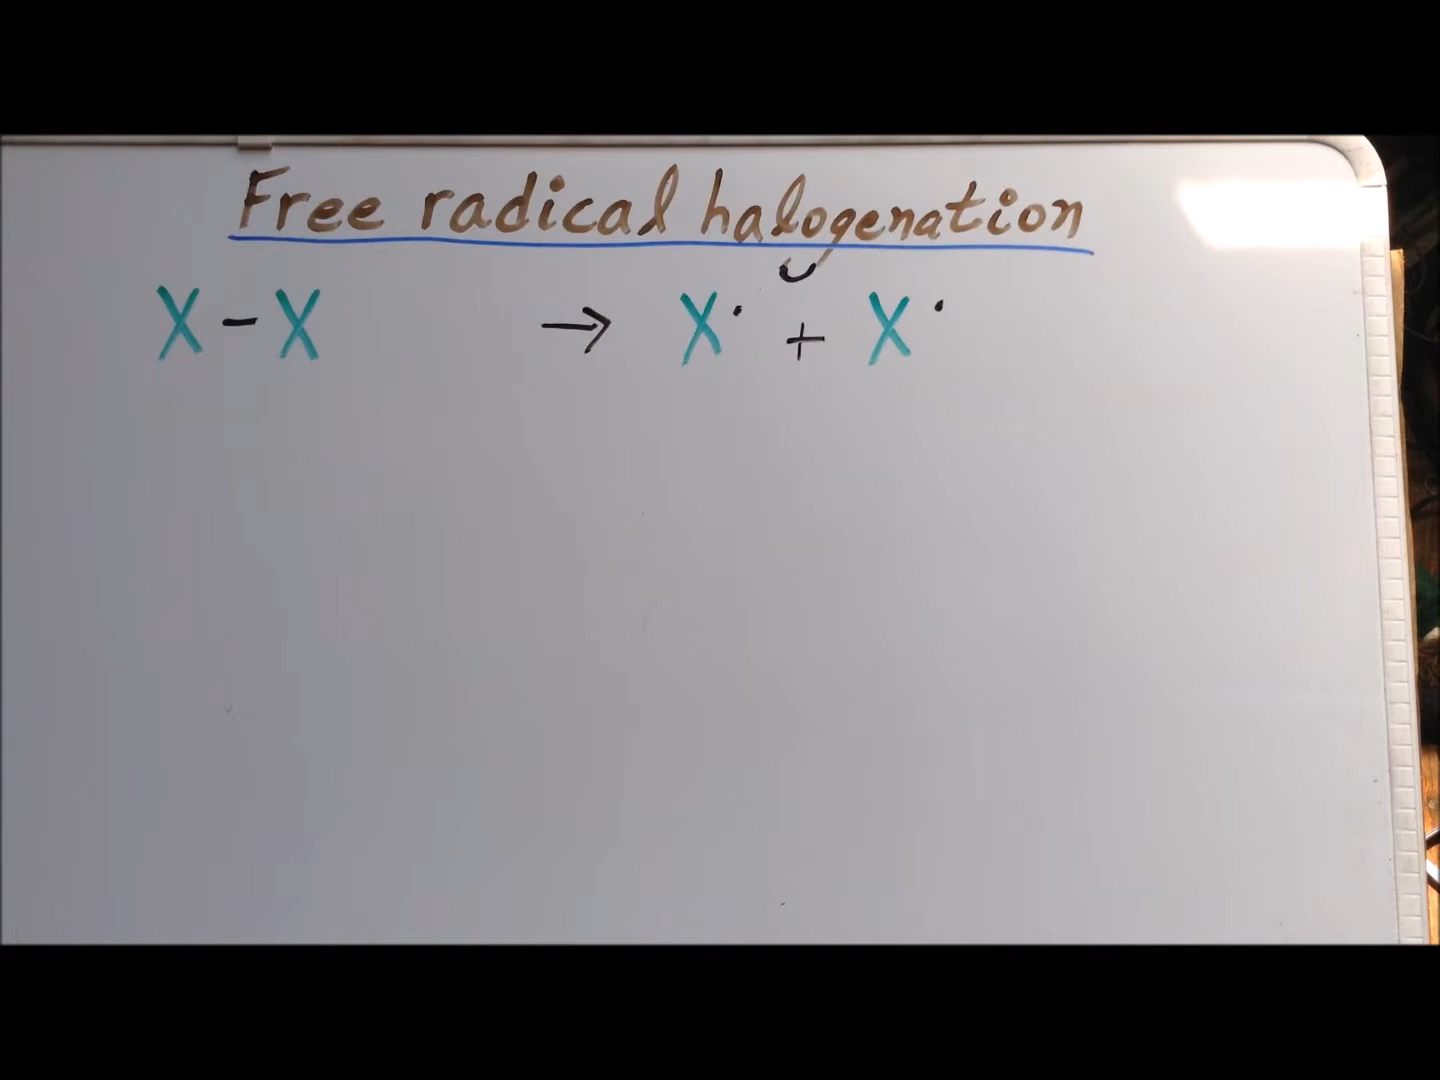 Free radical halogenation
X - X → X· + X·